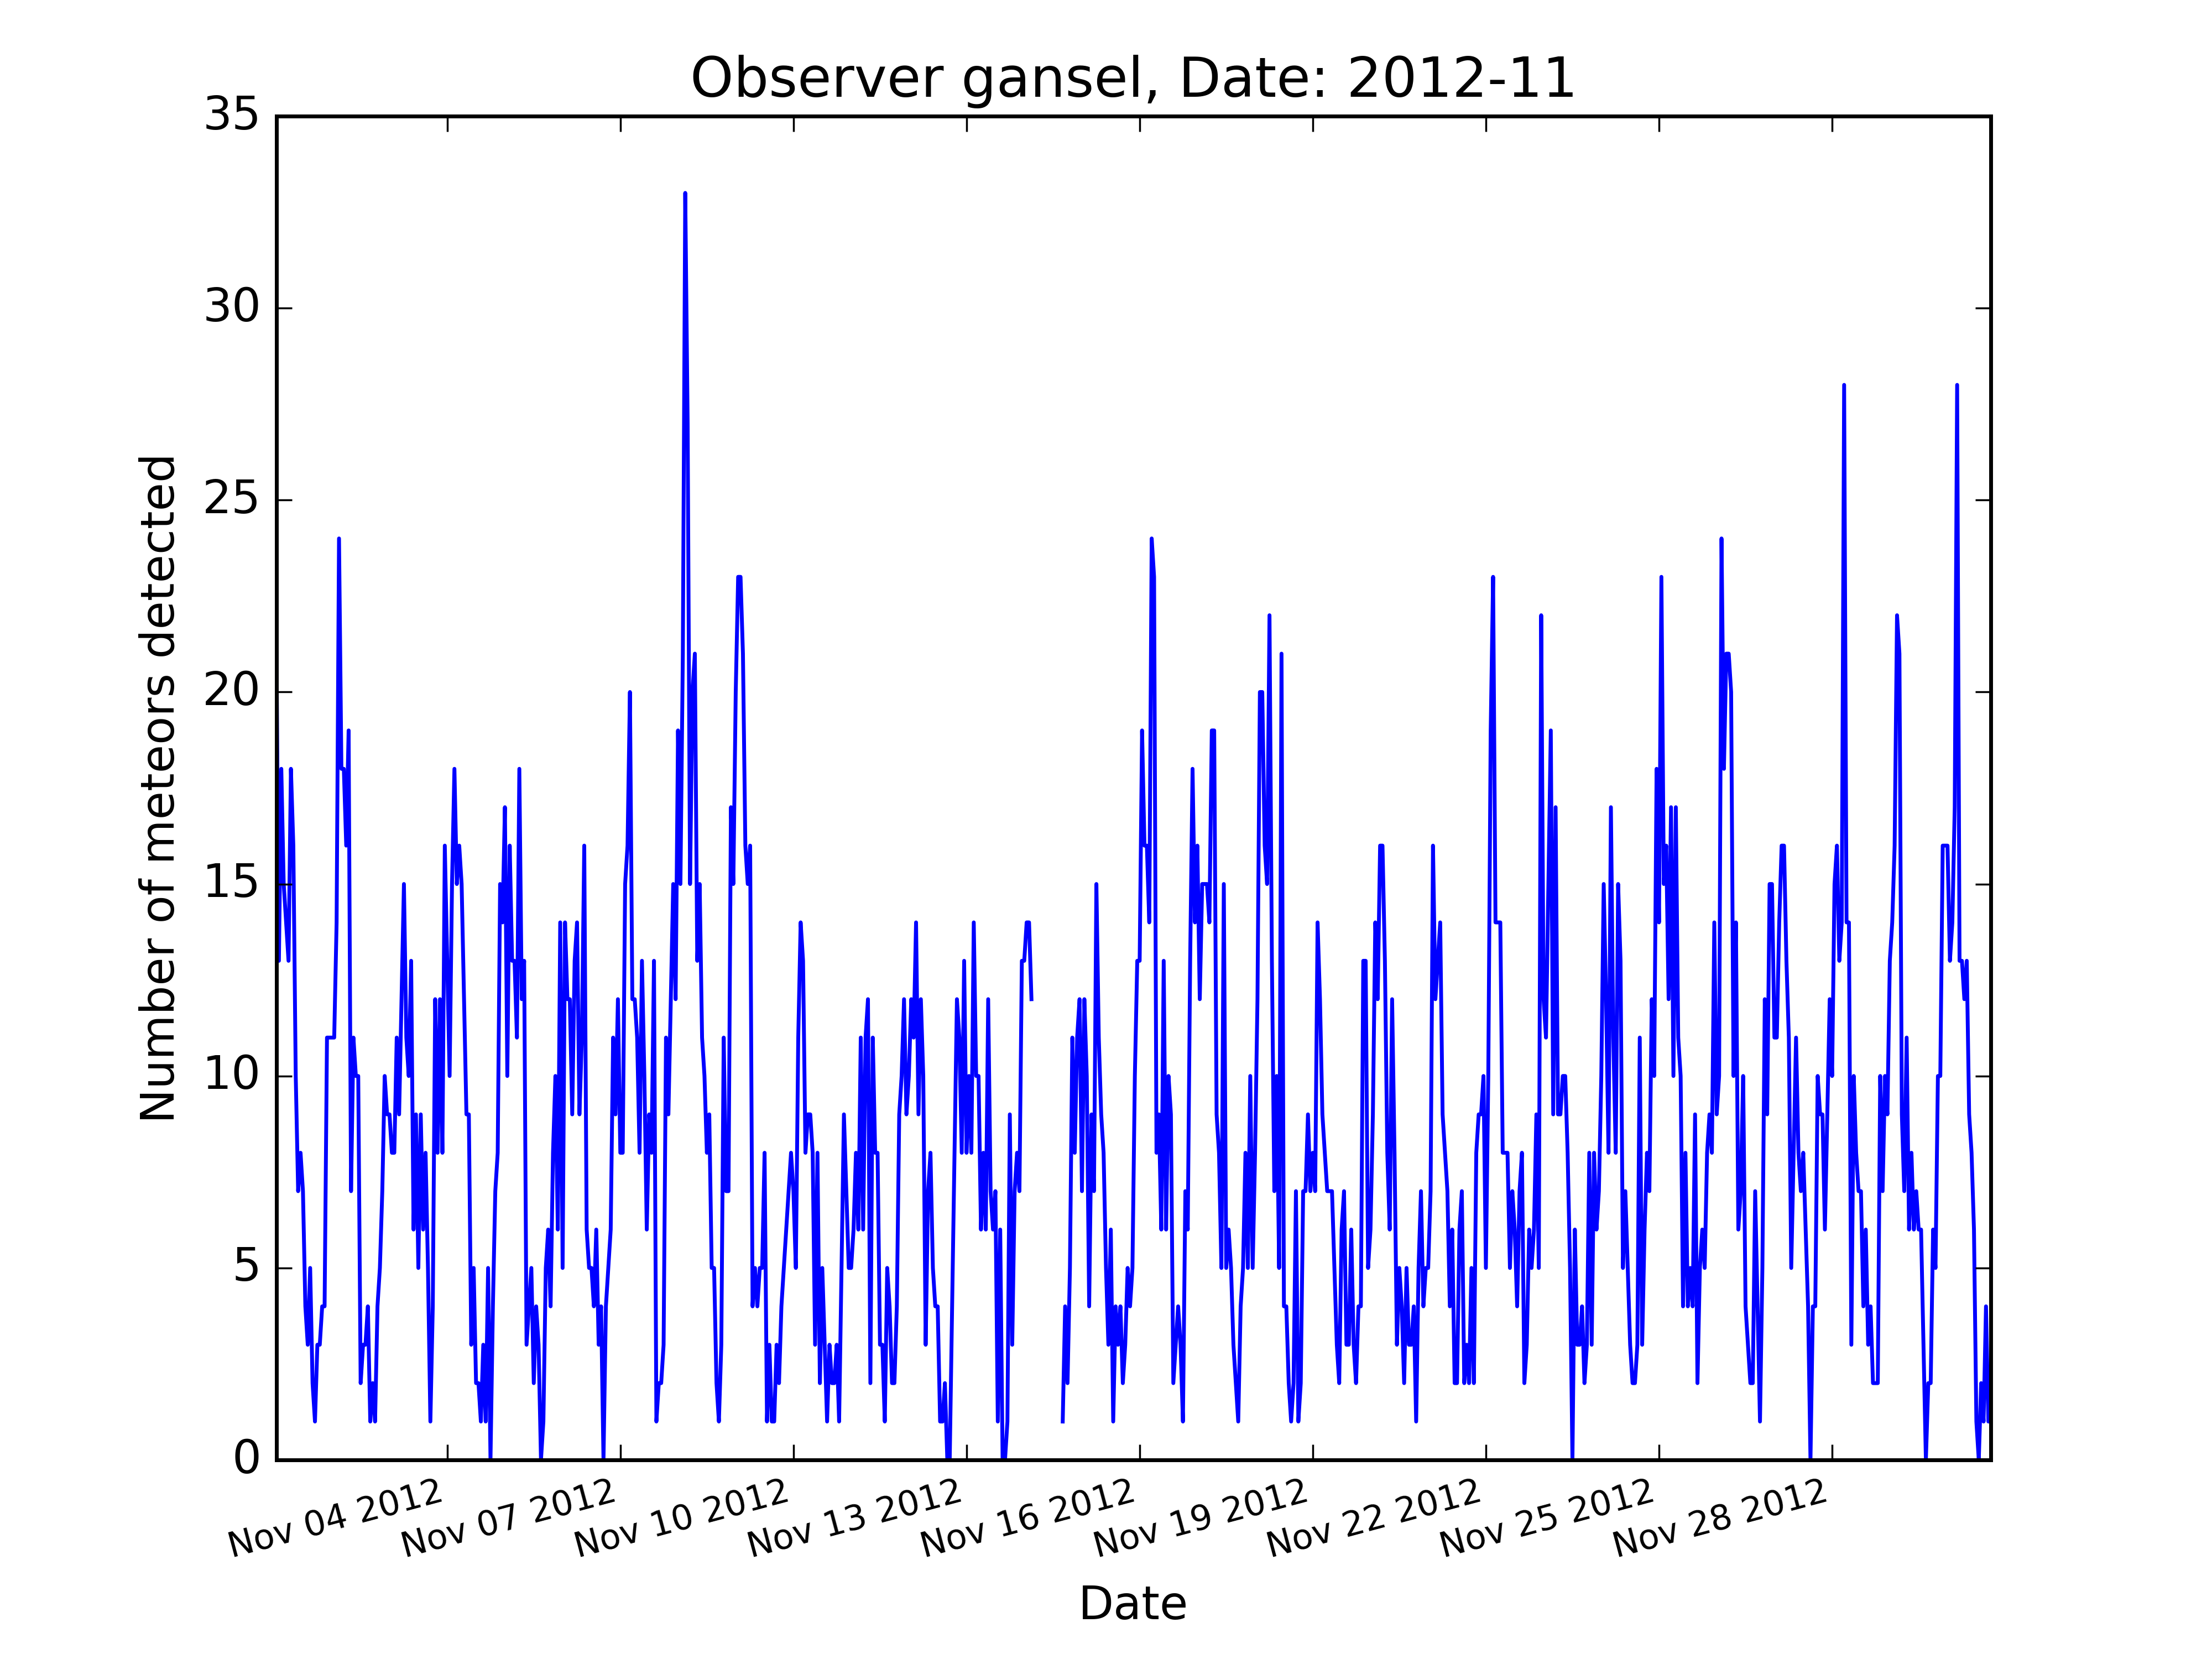 Observer gansel, Date: 2012-11
35
30
25
20
15
10
5
0
Number of meteors detected
Nov 04 2012
Nov 07 2012
Nov 10 2012
Nov 13 2012
Nov 16 2012
Nov 19 2012
Nov 22 2012
Nov 25 2012
Nov 28 2012
Date